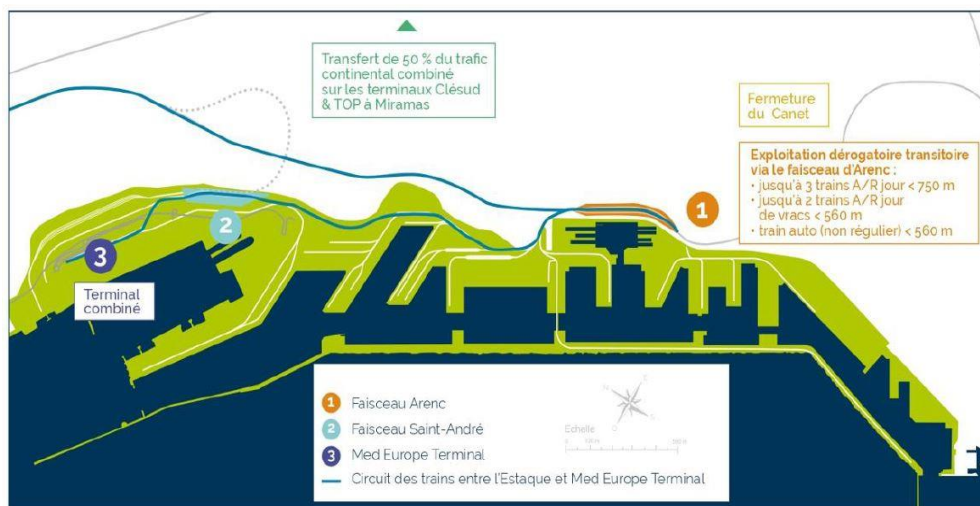 Transfert de 50 % du trafic
continental combiné
sur les terminaux Clésud
& TOP à Miramas
Fermeture
du Canet
Exploitation dérogatoire transitoire
via le faisceau d'Arenc :
• jusqu'à 3 trains A/R jour < 750 m
• jusqu'à 2 trains A/R jour
de vracs < 560 m
• train auto (non régulier) < 560 m
1
2
3
Terminal
combiné
1 Faisceau Arenc
2 Faisceau Saint-André
3 Med Europe Terminal
Circuit des trains entre l'Estaque et Med Europe Terminal
Echelle